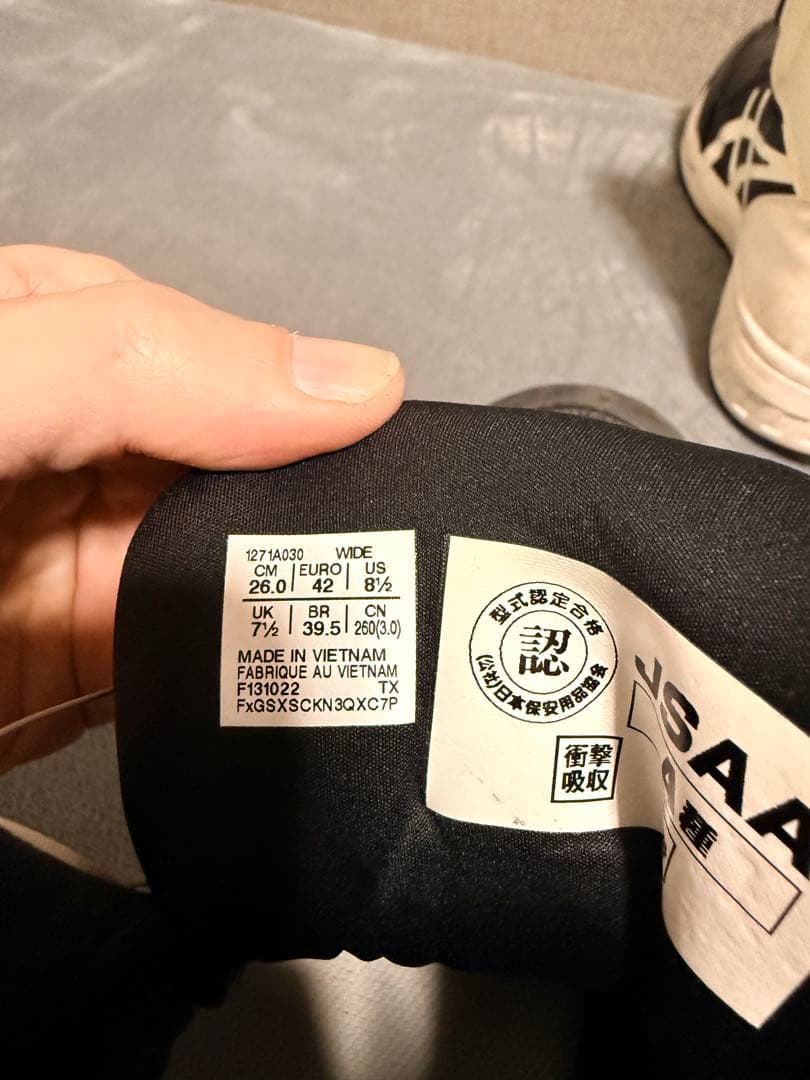 1271A030 WIDE
CM EURO US
26.0 42 8½
UK BR CN
7½ 39.5 260(3.0)
MADE IN VIETNAM
FABRIQUE AU VIETNAM
F131022 TX
FxGSXSCKN3QXC7P
型式認定合格
認
(公社)日本保安用品協会
衝撃
吸収
JSAA
A種